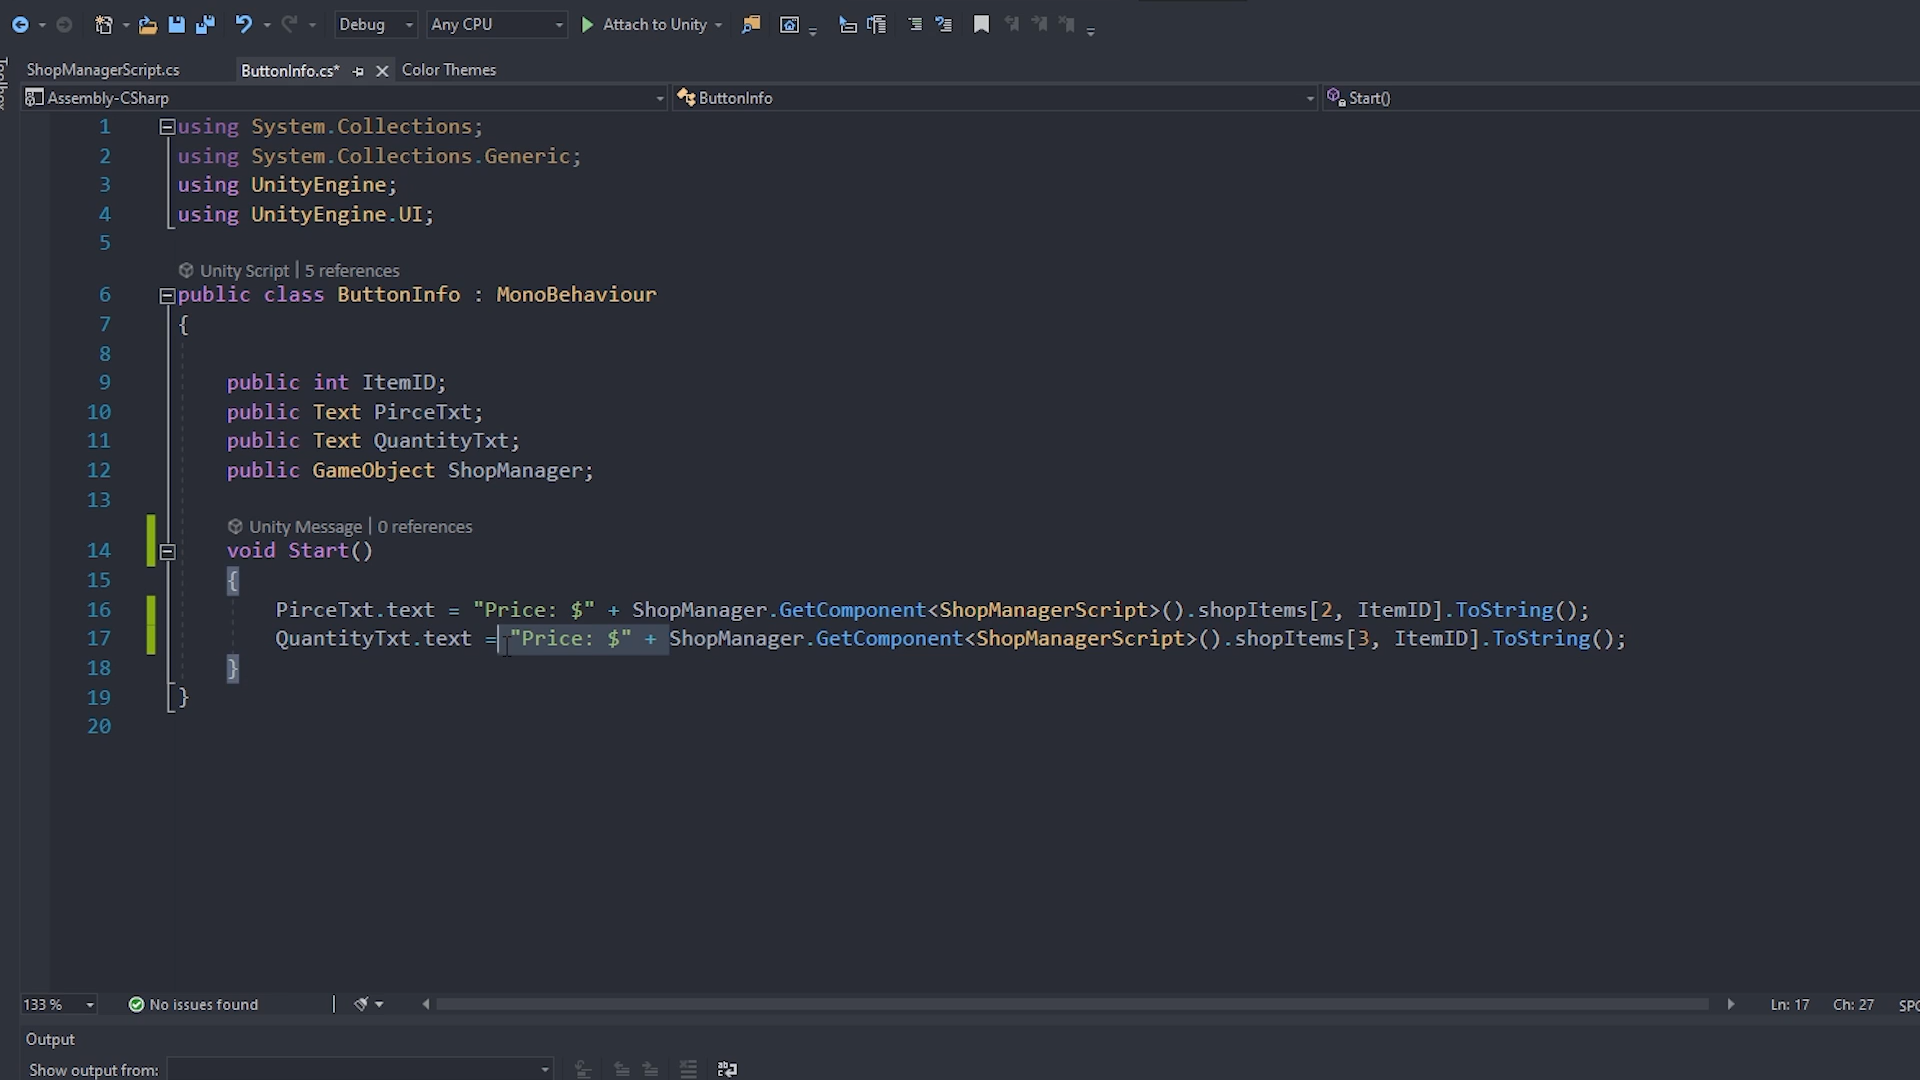 Debug Any CPU Attach to Unity
ShopManagerScript.cs ButtonInfo.cs* Color Themes
Assembly-CSharp ButtonInfo Start()
1 using System.Collections;
2 using System.Collections.Generic;
3 using UnityEngine;
4 using UnityEngine.UI;
5
Unity Script | 5 references
6 public class ButtonInfo : MonoBehaviour
7 {
8
9 public int ItemID;
10 public Text PirceTxt;
11 public Text QuantityTxt;
12 public GameObject ShopManager;
13
Unity Message | 0 references
14 void Start()
15 {
16 PirceTxt.text = "Price: $" + ShopManager.GetComponent<ShopManagerScript>().shopItems[2, ItemID].ToString();
17 QuantityTxt.text = "Price: $" + ShopManager.GetComponent<ShopManagerScript>().shopItems[3, ItemID].ToString();
18 }
19 }
20
133 % No issues found Ln: 17 Ch: 27 SPC
Output
Show output from: